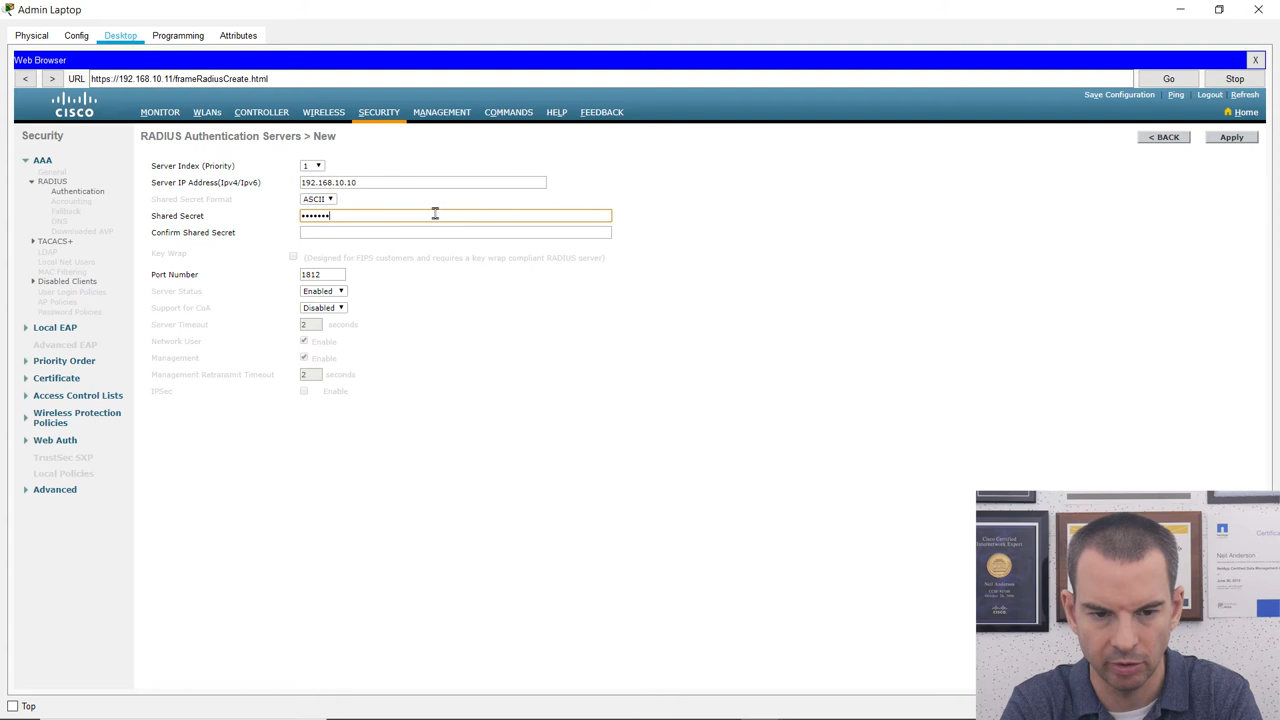 Admin Laptop
Physical Config Desktop Programming Attributes
Web Browser X
< > URL https://192.168.10.11/frameRadiusCreate.html Go Stop
Save Configuration Ping Logout Refresh
CISCO MONITOR WLANs CONTROLLER WIRELESS SECURITY MANAGEMENT COMMANDS HELP FEEDBACK Home
Security
AAA
General
RADIUS
Authentication
Accounting
Fallback
DNS
Downloaded AVP
TACACS+
LDAP
Local Net Users
MAC Filtering
Disabled Clients
User Login Policies
AP Policies
Password Policies
Local EAP
Advanced EAP
Priority Order
Certificate
Access Control Lists
Wireless Protection
Policies
Web Auth
TrustSec SXP
Local Policies
Advanced
RADIUS Authentication Servers > New < BACK Apply
Server Index (Priority) 1
Server IP Address(Ipv4/Ipv6) 192.168.10.10
Shared Secret Format ASCII
Shared Secret •••••••
Confirm Shared Secret
Key Wrap (Designed for FIPS customers and requires a key wrap compliant RADIUS server)
Port Number 1812
Server Status Enabled
Support for CoA Disabled
Server Timeout 2 seconds
Network User Enable
Management Enable
Management Retransmit Timeout 2 seconds
IPSec Enable
Cisco Certified
Internetwork Expert
Neil Anderson
Top